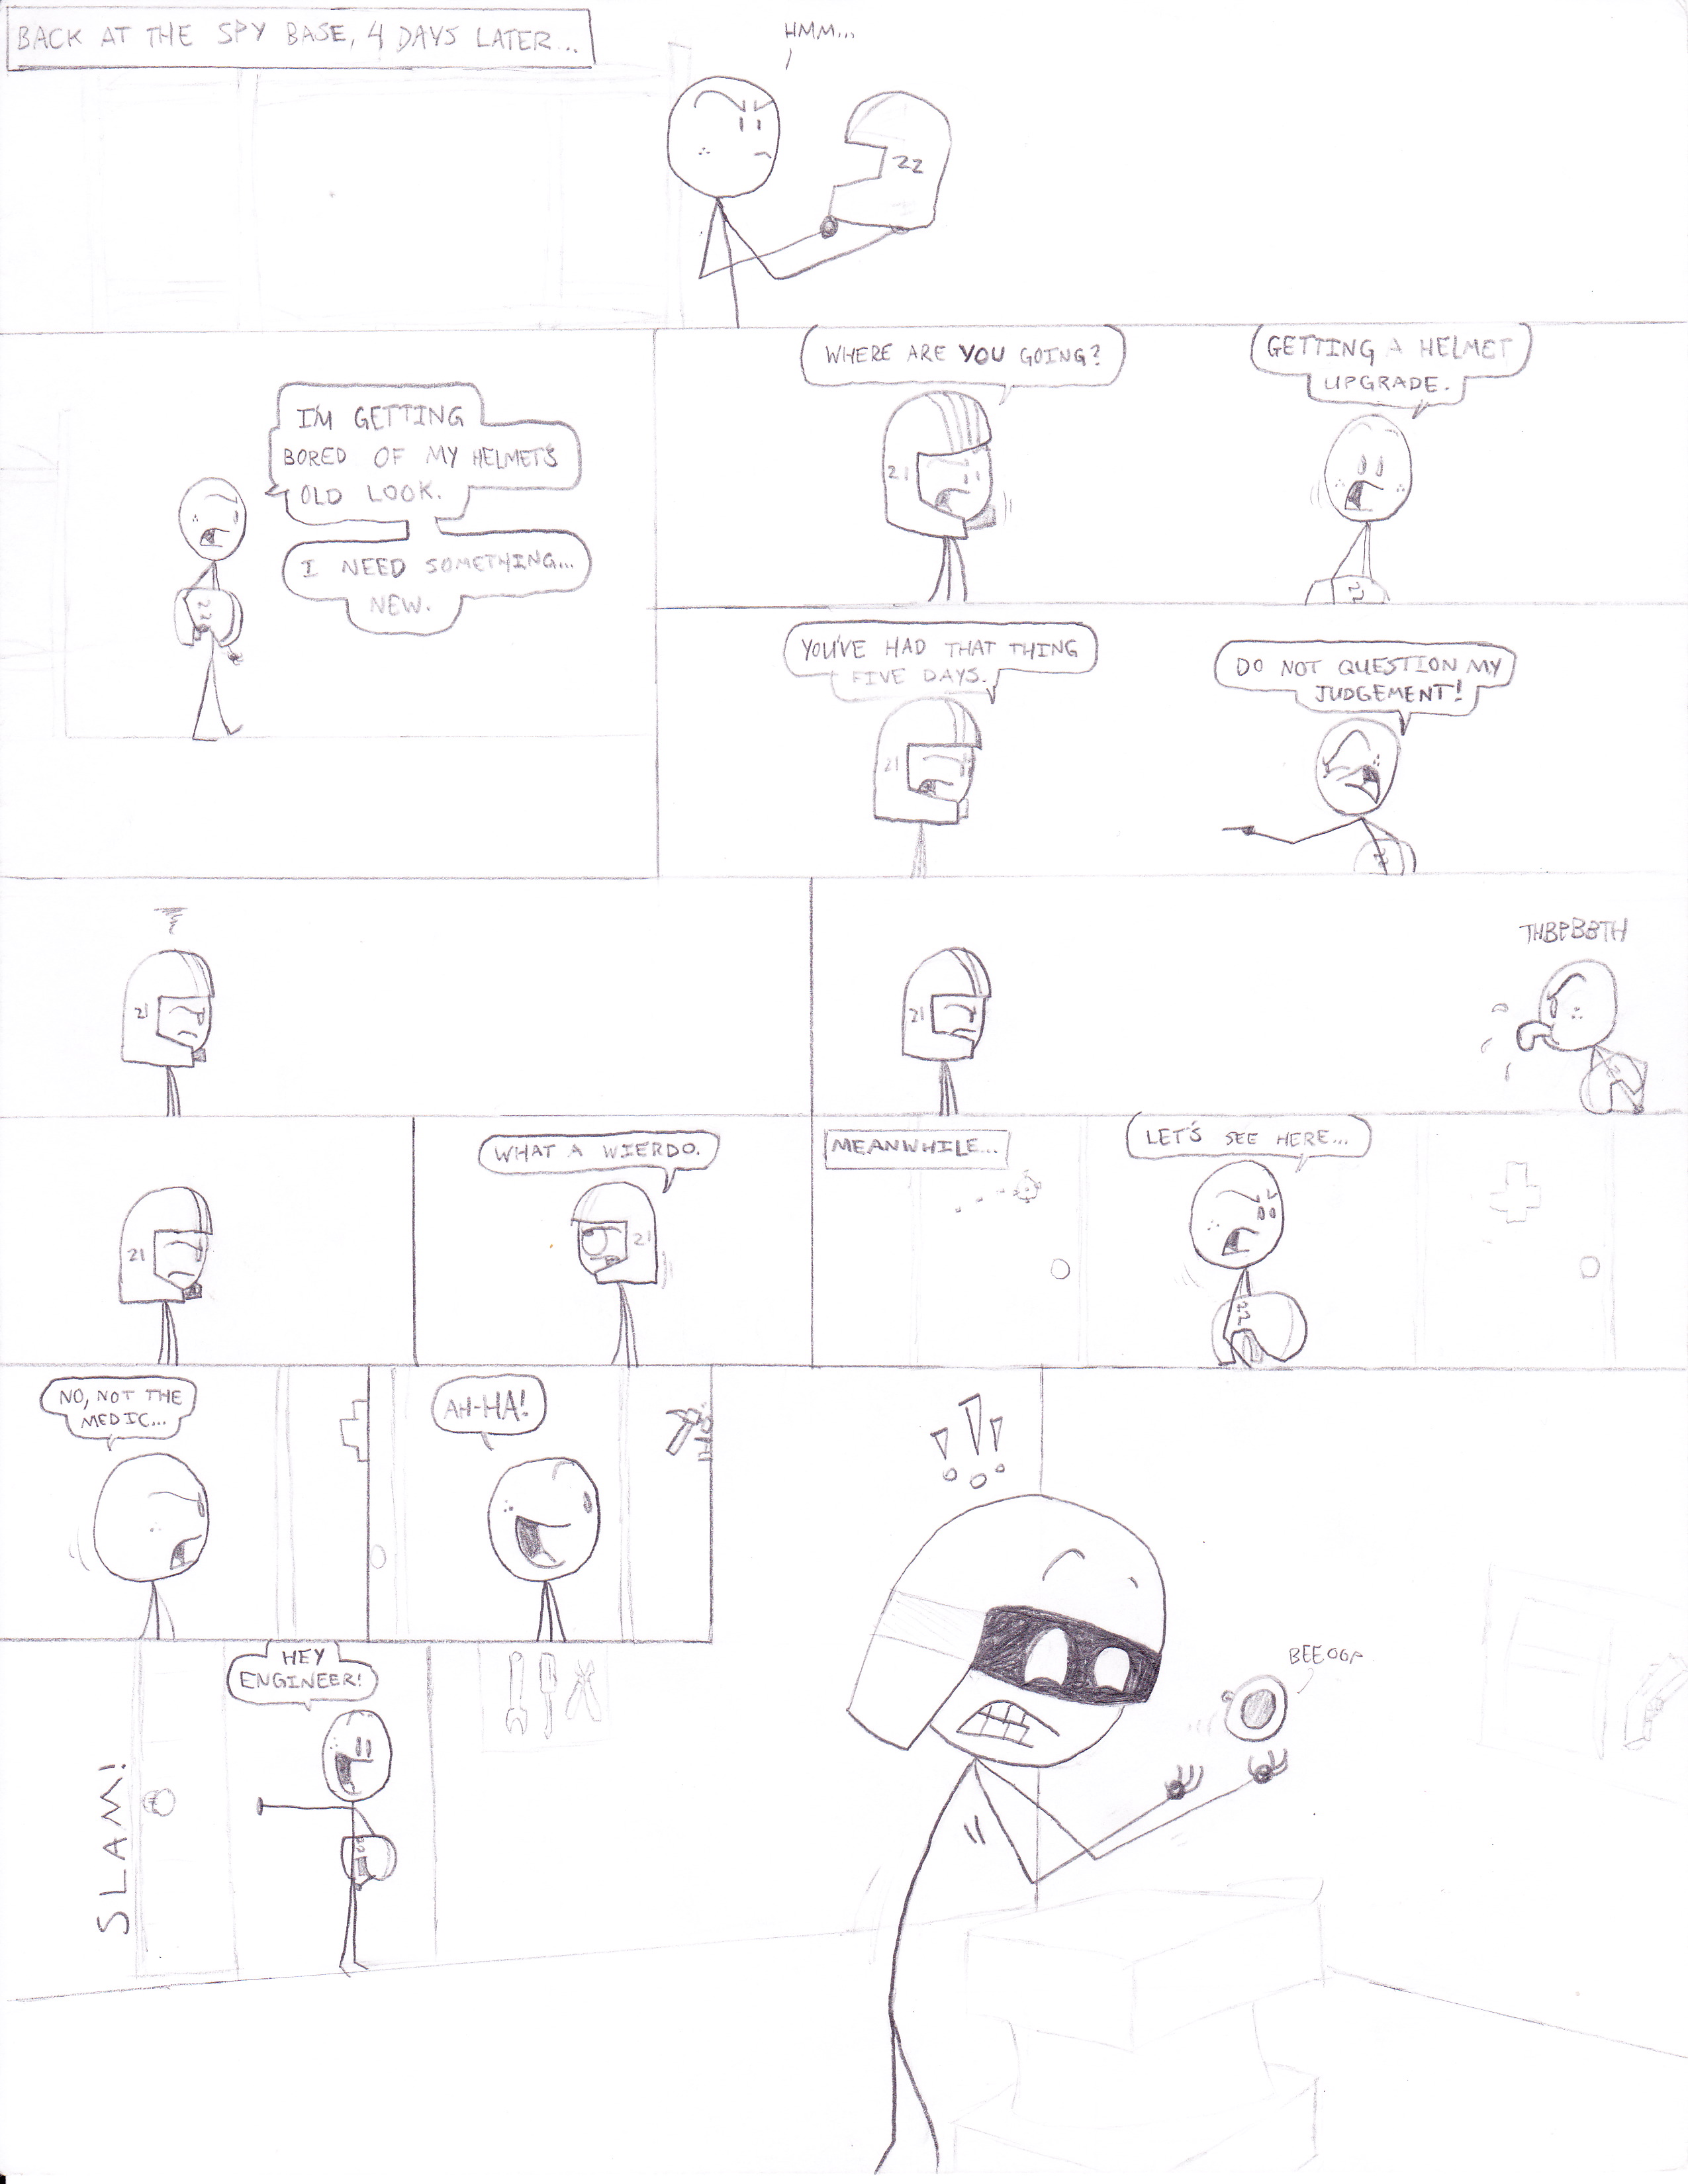 BACK AT THE SPY BASE, 4 DAYS LATER...
HMM...
22
I'M GETTING
BORED OF MY HELMET'S
OLD LOOK.
I NEED SOMETHING...
NEW.
22
WHERE ARE YOU GOING?
21
GETTING A HELMET
UPGRADE.
YOU'VE HAD THAT THING
FIVE DAYS.
21
DO NOT QUESTION MY
JUDGEMENT!
21
21
THBPBBTH
21
WHAT A WIERDO.
21
MEANWHILE...
LET'S SEE HERE...
22
NO, NOT THE
MEDIC...
AH-HA!
!!!
SLAM!
HEY
ENGINEER!
BEEOOP